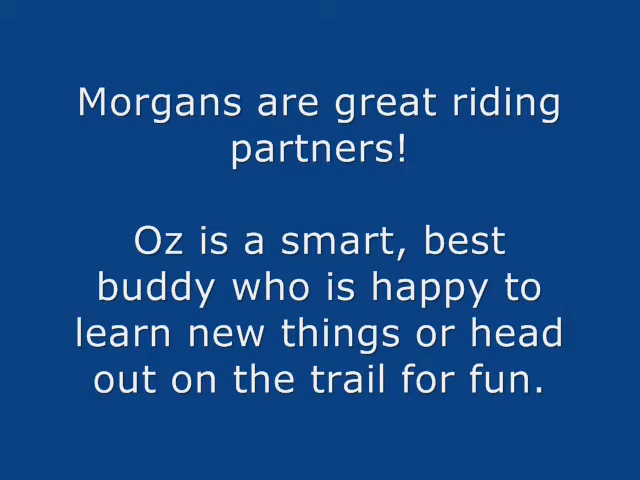 Morgans are great riding
partners!
Oz is a smart, best
buddy who is happy to
learn new things or head
out on the trail for fun.